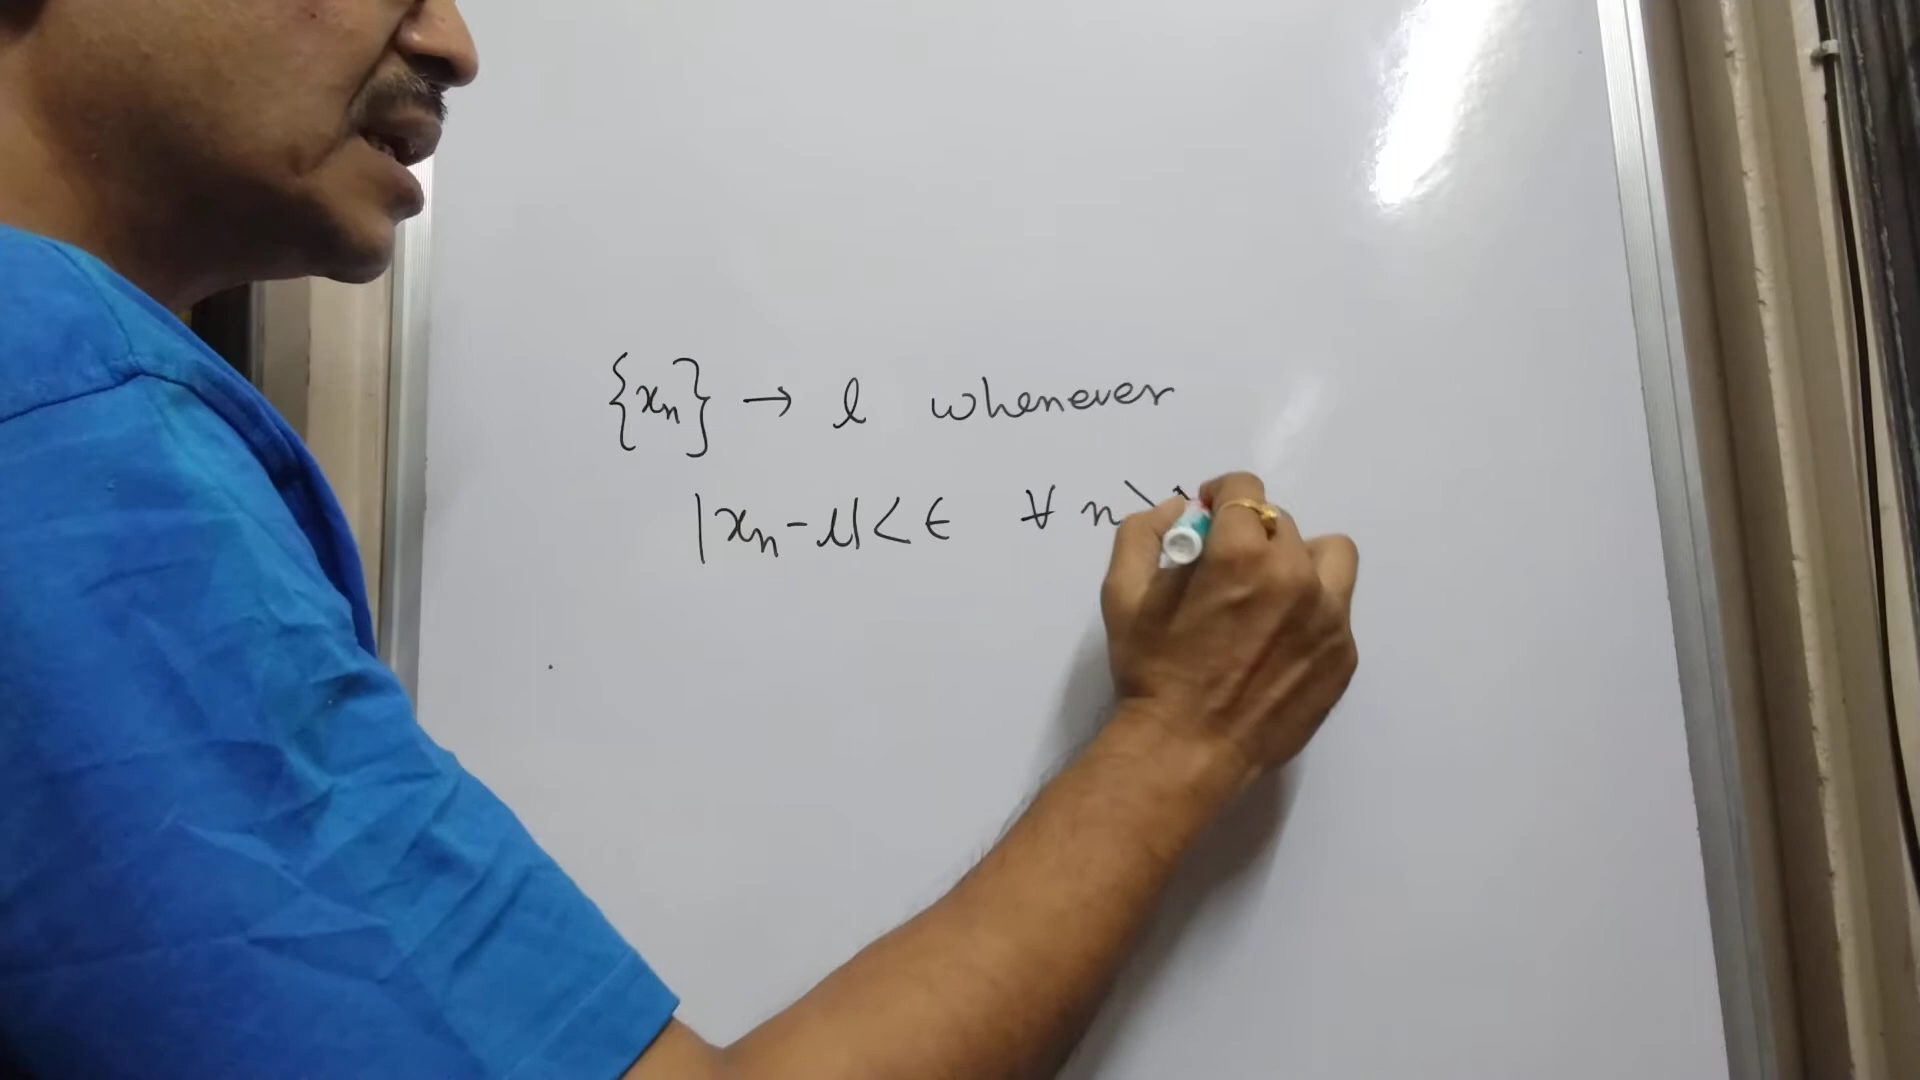 {xn} → l whenever
|xn - l| < ϵ ∀ n >